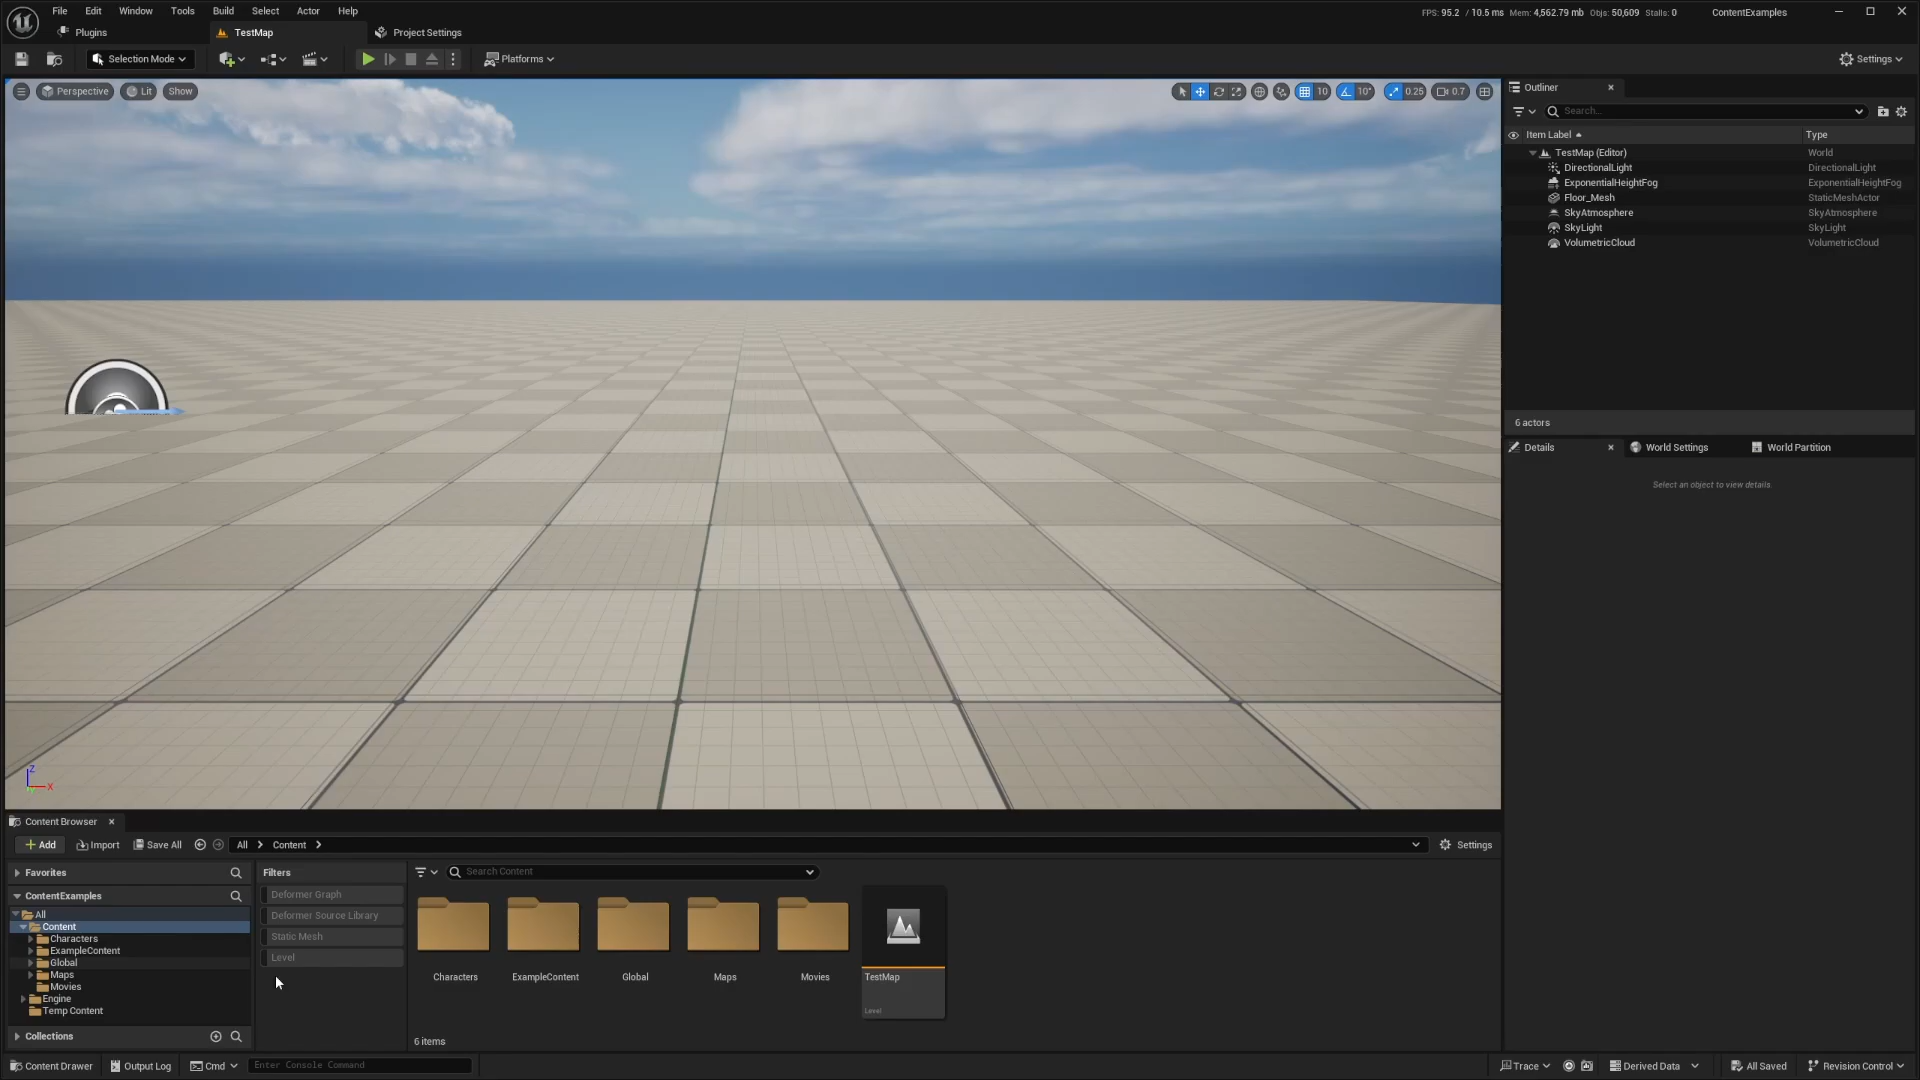 File Edit Window Tools Build Select Actor Help
FPS: 95.2 / 10.5 ms Mem: 4,562.79 mb Objs: 50,609 Stalls: 0
ContentExamples
Plugins
TestMap
Project Settings
Selection Mode
Platforms
Settings
Perspective
Lit
Show
10
10°
0.25
0.7
Outliner
Search...
Item Label
Type
TestMap (Editor) World
DirectionalLight DirectionalLight
ExponentialHeightFog ExponentialHeightFog
Floor_Mesh StaticMeshActor
SkyAtmosphere SkyAtmosphere
SkyLight SkyLight
VolumetricCloud VolumetricCloud
6 actors
Details
World Settings
World Partition
Select an object to view details.
Z
X
Content Browser
Add
Import
Save All
All
Content
Settings
Favorites
ContentExamples
All
Content
Characters
ExampleContent
Global
Maps
Movies
Engine
Temp Content
Collections
Filters
Deformer Graph
Deformer Source Library
Static Mesh
Level
Search Content
Characters
ExampleContent
Global
Maps
Movies
TestMap
Level
6 items
Content Drawer
Output Log
Cmd
Enter Console Command
Trace
Derived Data
All Saved
Revision Control